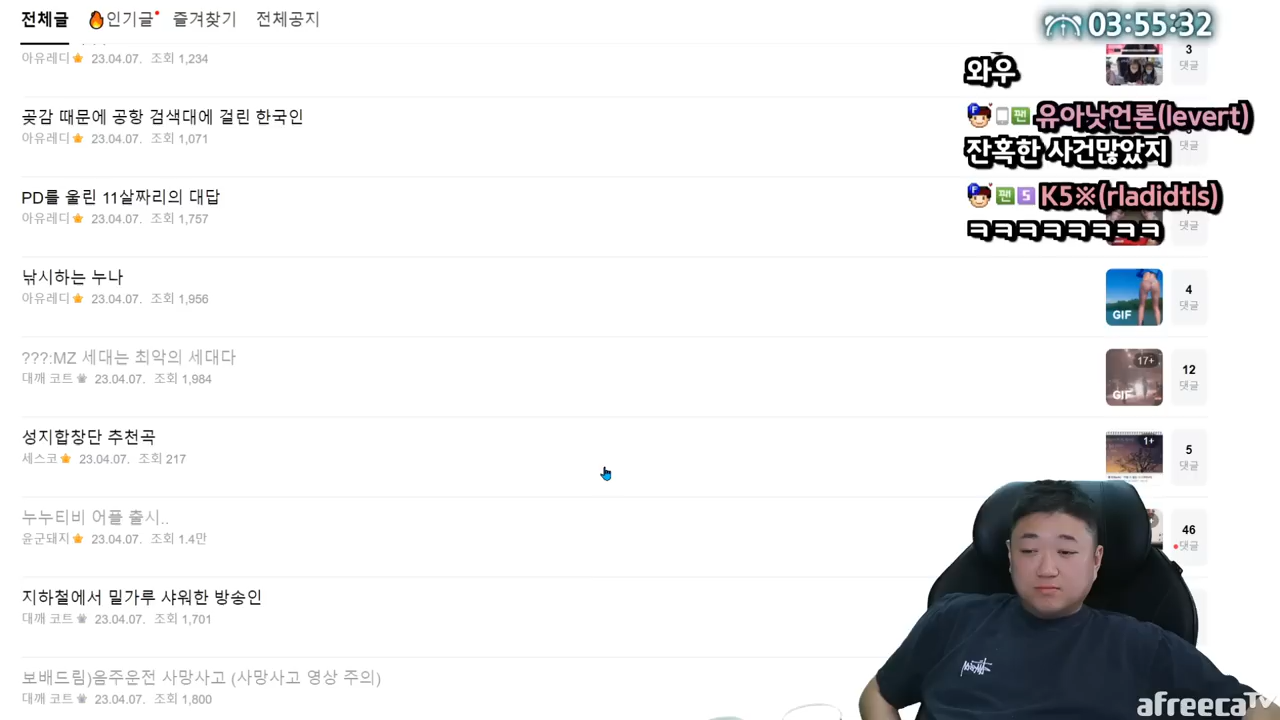 전체글 인기글 즐겨찾기 전체공지
03:55:32
아유레디 23.04.07. 조회 1,234
3
댓글
와우
곶감 때문에 공항 검색대에 걸린 한국인
아유레디 23.04.07. 조회 1,071
댓글
짼 유아낫언론(levert)
잔혹한 사건많았지
PD를 울린 11살짜리의 대답
아유레디 23.04.07. 조회 1,757
댓글
짼 5 K5※(rladidtls)
ㅋㅋㅋㅋㅋㅋㅋㅋ
낚시하는 누나
아유레디 23.04.07. 조회 1,956
GIF
4
댓글
???:MZ 세대는 최악의 세대다
대깨 코트 23.04.07. 조회 1,984
17+
GIF
12
댓글
성지합창단 추천곡
세스코 23.04.07. 조회 217
1+
5
댓글
누누티비 어플 출시..
윤군돼지 23.04.07. 조회 1.4만
46
댓글
지하철에서 밀가루 샤워한 방송인
대깨 코트 23.04.07. 조회 1,701
보배드림)음주운전 사망사고 (사망사고 영상 주의)
대깨 코트 23.04.07. 조회 1,800
afreecaTV